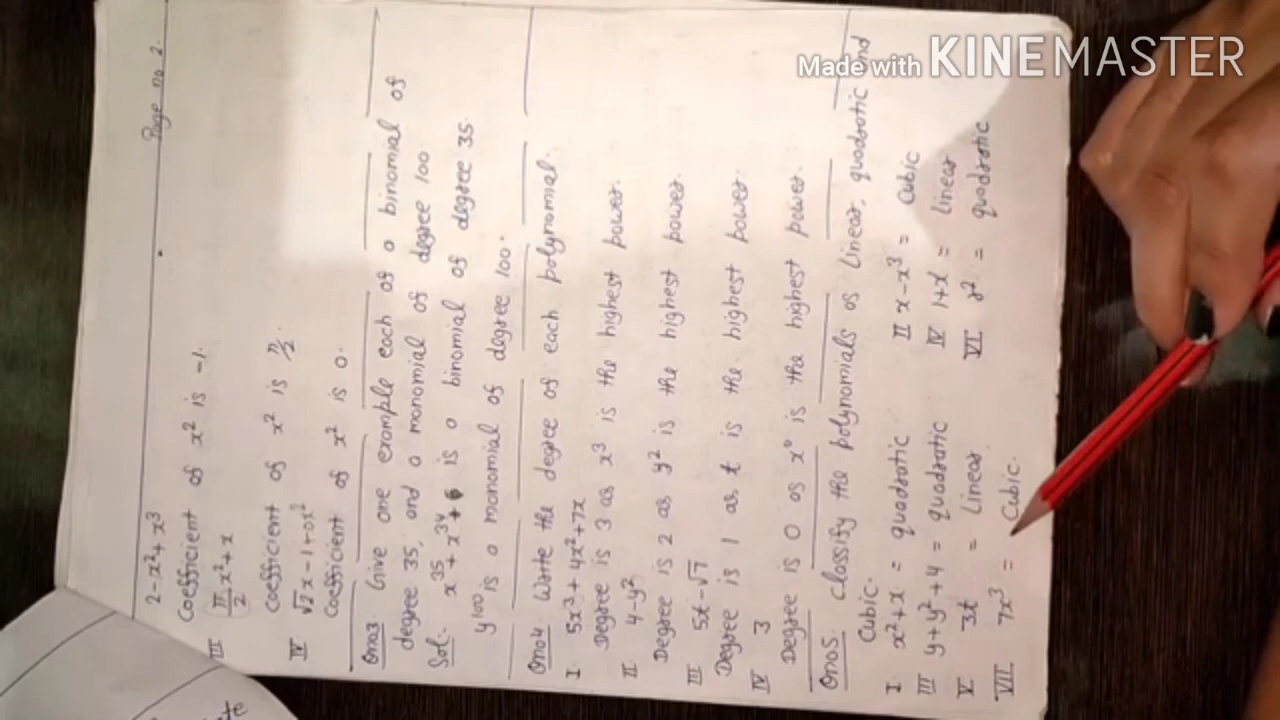 Page no 2.
2-x²+x³
Coefficient of x² is -1.
III π/2 x²+x
Coefficient of x² is π/2.
IV √2x-1+0x²
Coefficient of x² is 0.
Qno3 Give one example each of a binomial of
degree 35, and a monomial of degree 100
Sol:- x³⁵+x³⁴ is a binomial of degree 35.
y¹⁰⁰ is a monomial of degree 100.
Qno4 Write the degree of each polynomial.
I. 5x³+4x²+7x
Degree is 3 as x³ is the highest power.
II 4-y²
Degree is 2 as y² is the highest power.
III 5t-√7
Degree is 1 as t is the highest power.
IV 3
Degree is 0 as x⁰ is the highest power.
Qno5. Classify the polynomials as linear, quadratic and
Cubic.
I. x²+x = quadratic II x-x³ = Cubic
III y+y²+4 = quadratic IV 1+x = linear
V. 3t = Linear VI. r² = quadratic
VII. 7x³ = Cubic.
Made with KINEMASTER